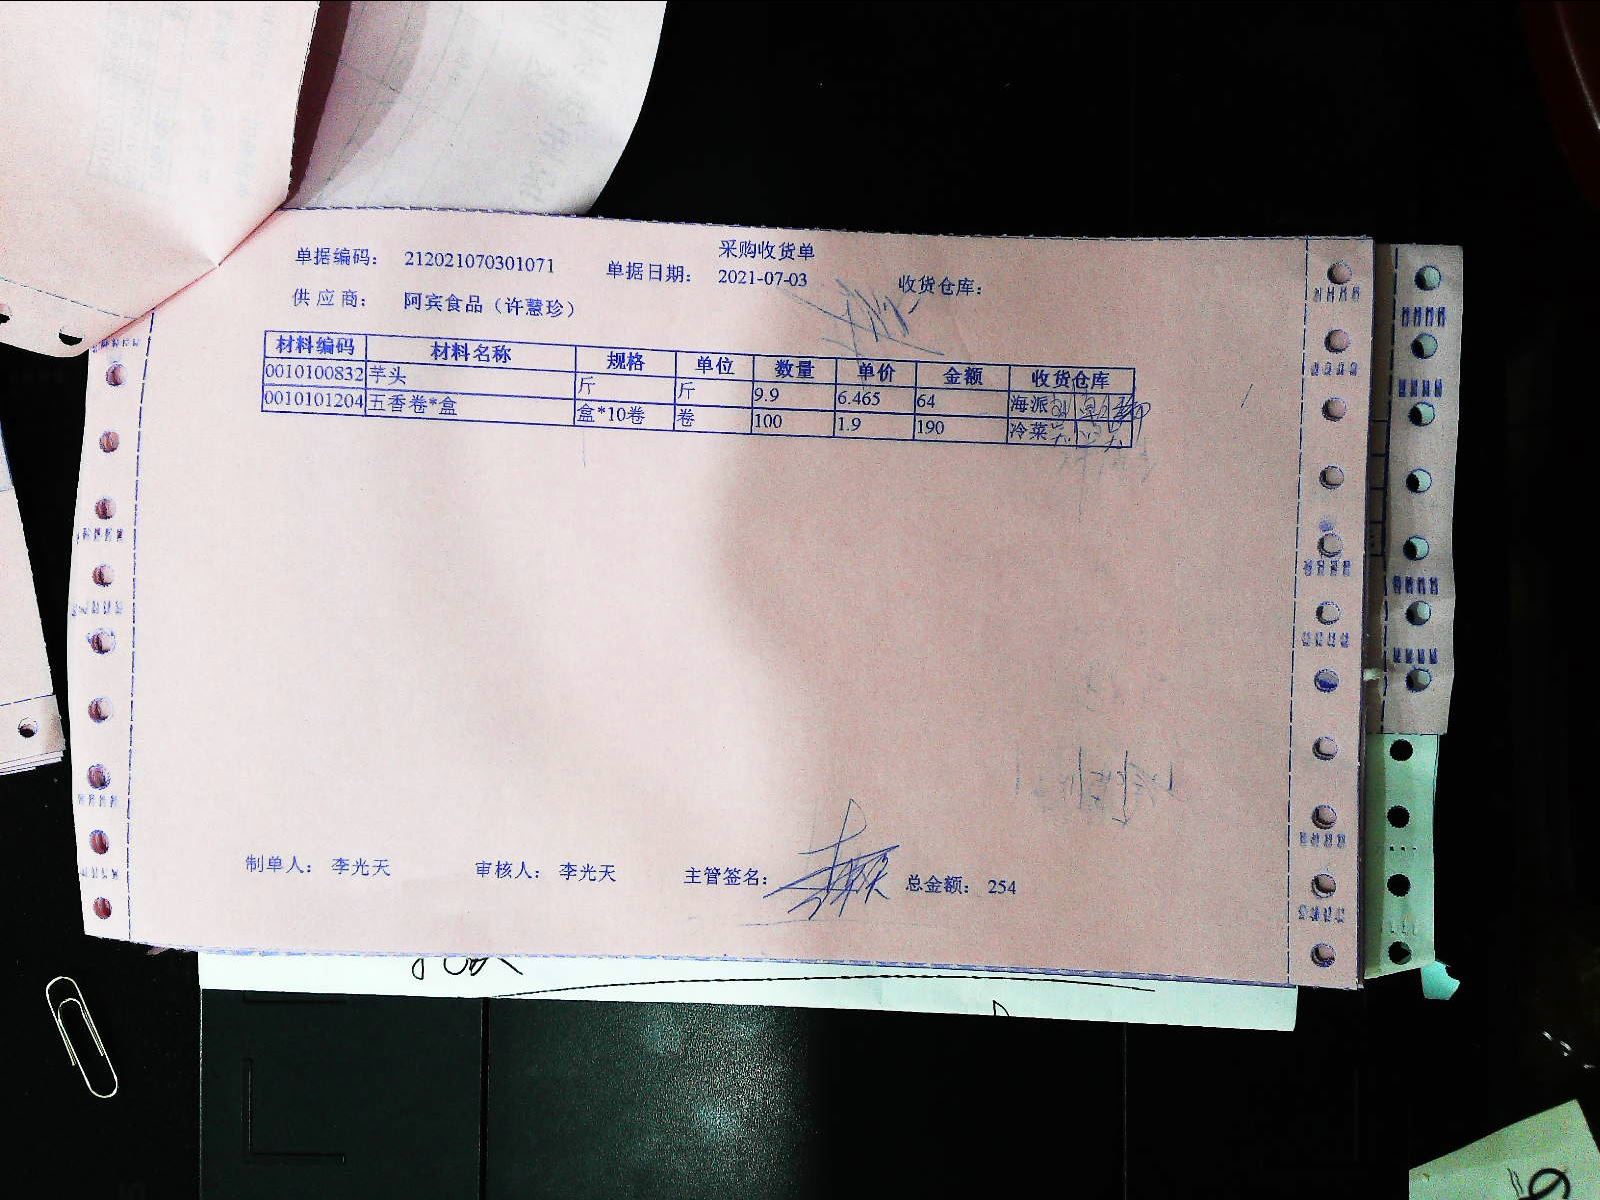 采购收货单
单据编码： 212021070301071 单据日期： 2021-07-03 收货仓库：
供应商： 阿宾食品（许慧珍）
材料编码 材料名称 规格 单位 数量 单价 金额 收货仓库
0010100832 芋头 斤 斤 9.9 6.465 64 海派
0010101204 五香卷*盒 盒*10卷 卷 100 1.9 190 冷菜
制单人： 李光天 审核人： 李光天 主管签名： 总金额： 254